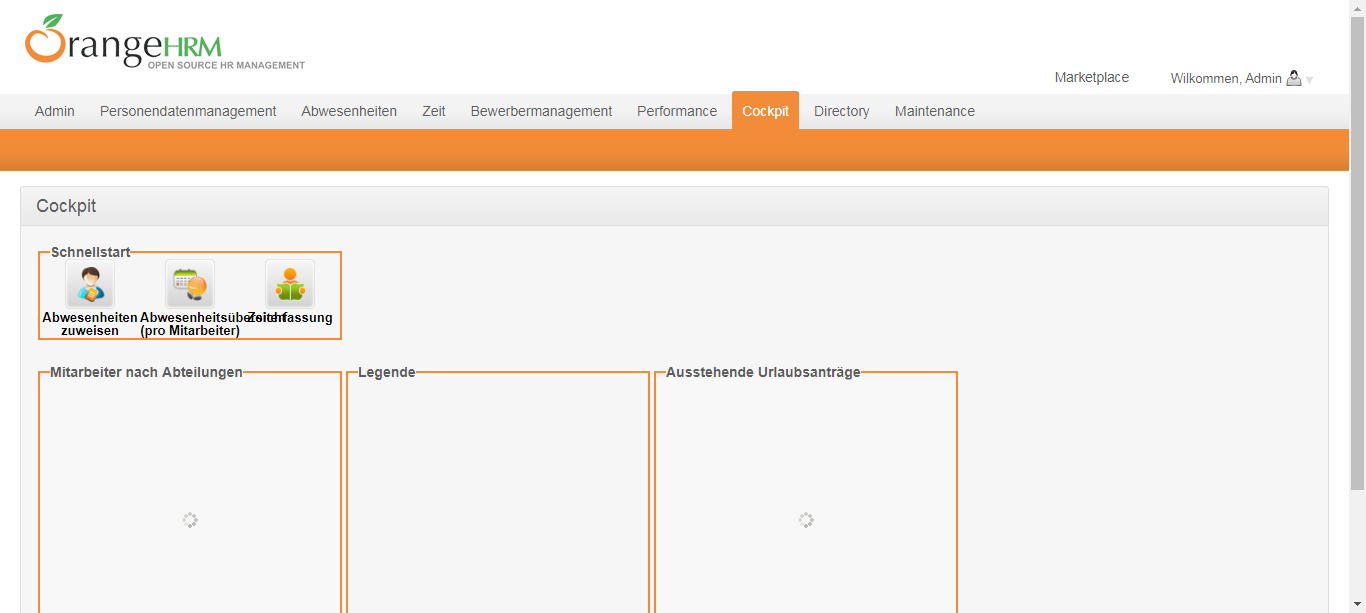 OrangeHRM
OPEN SOURCE HR MANAGEMENT
Marketplace
Wilkommen, Admin
Admin
Personendatenmanagement
Abwesenheiten
Zeit
Bewerbermanagement
Performance
Cockpit
Directory
Maintenance
Cockpit
Schnellstart
Abwesenheiten
zuweisen
Abwesenheitsübersicht
(pro Mitarbeiter)
Zeiterfassung
Mitarbeiter nach Abteilungen
Legende
Ausstehende Urlaubsanträge